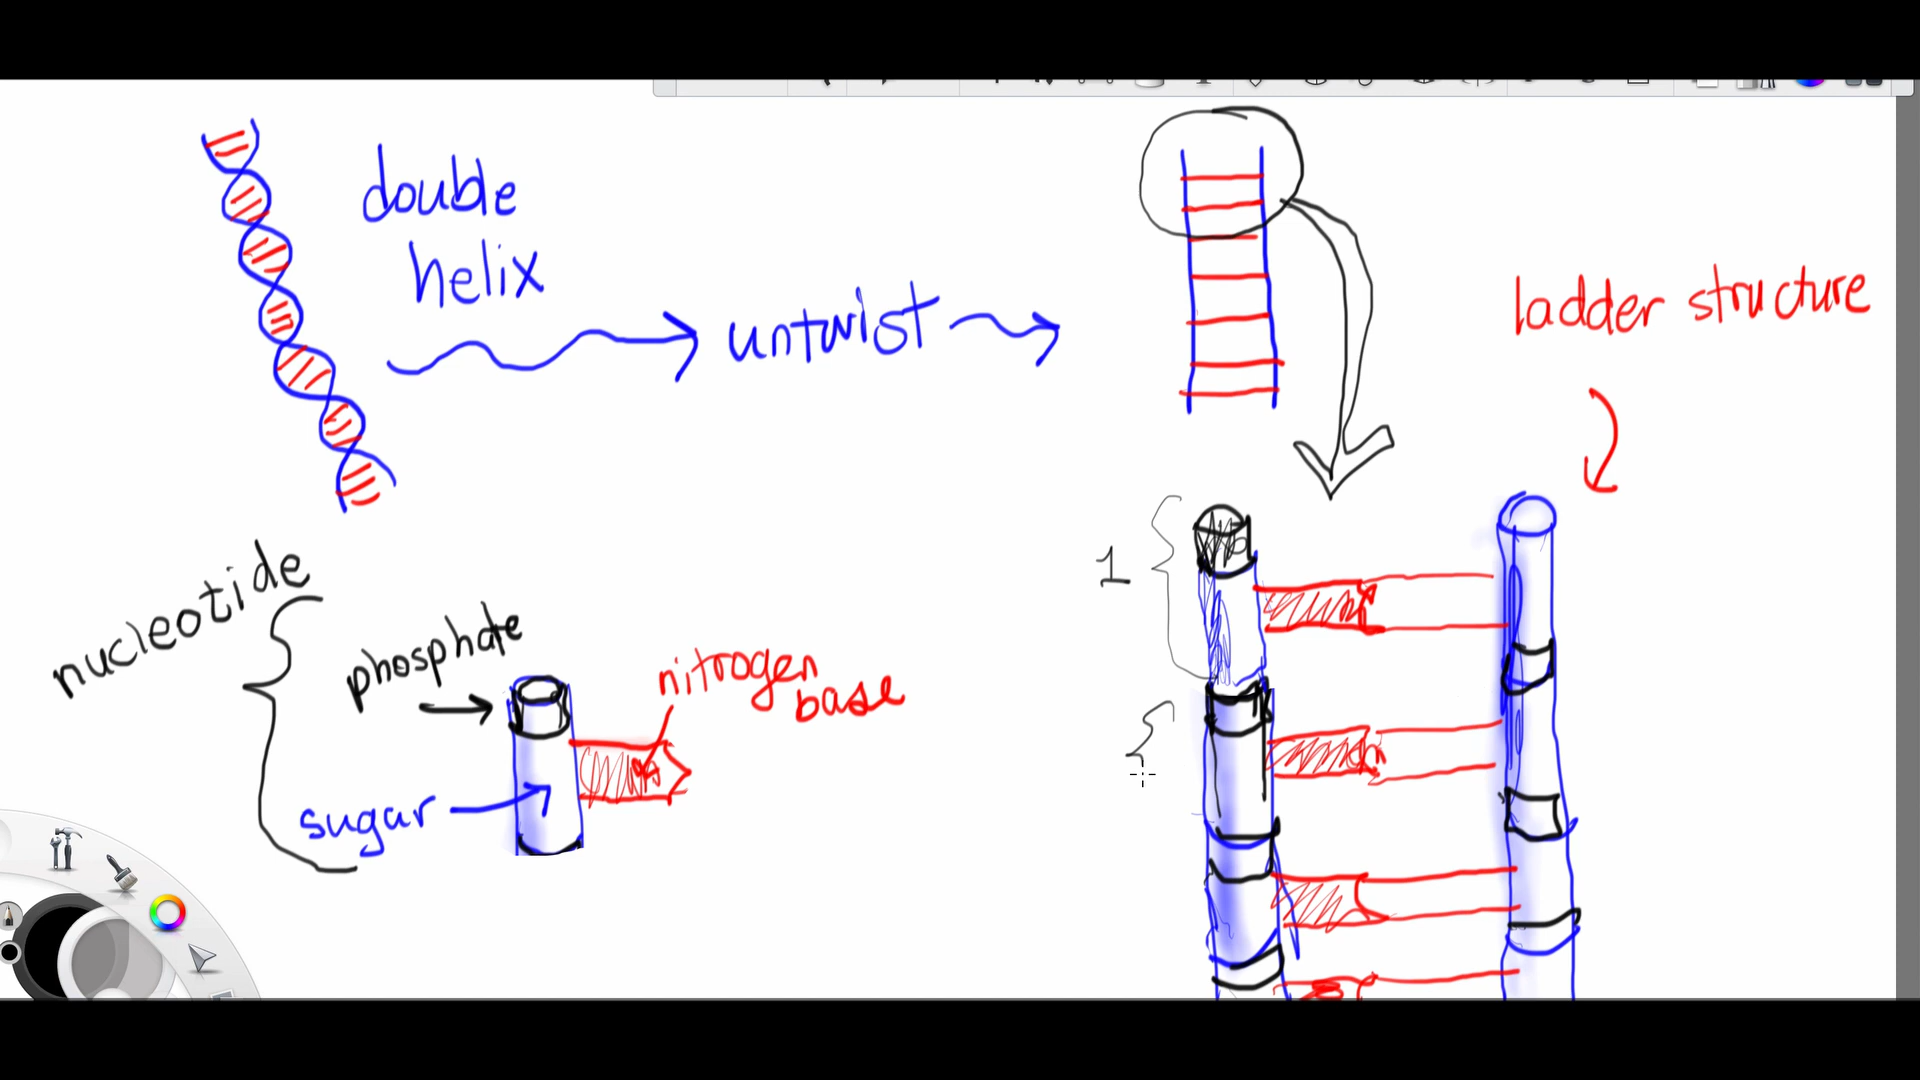 double
helix
untwist
ladder structure
nucleotide
phosphate
nitrogen
base
sugar
1